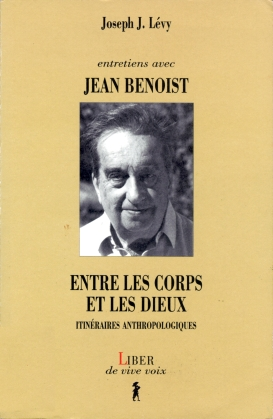 Joseph J. Lévy
entretiens avec
JEAN BENOIST
ENTRE LES CORPS
ET LES DIEUX
ITINÉRAIRES ANTHROPOLOGIQUES
LIBER
de vive voix